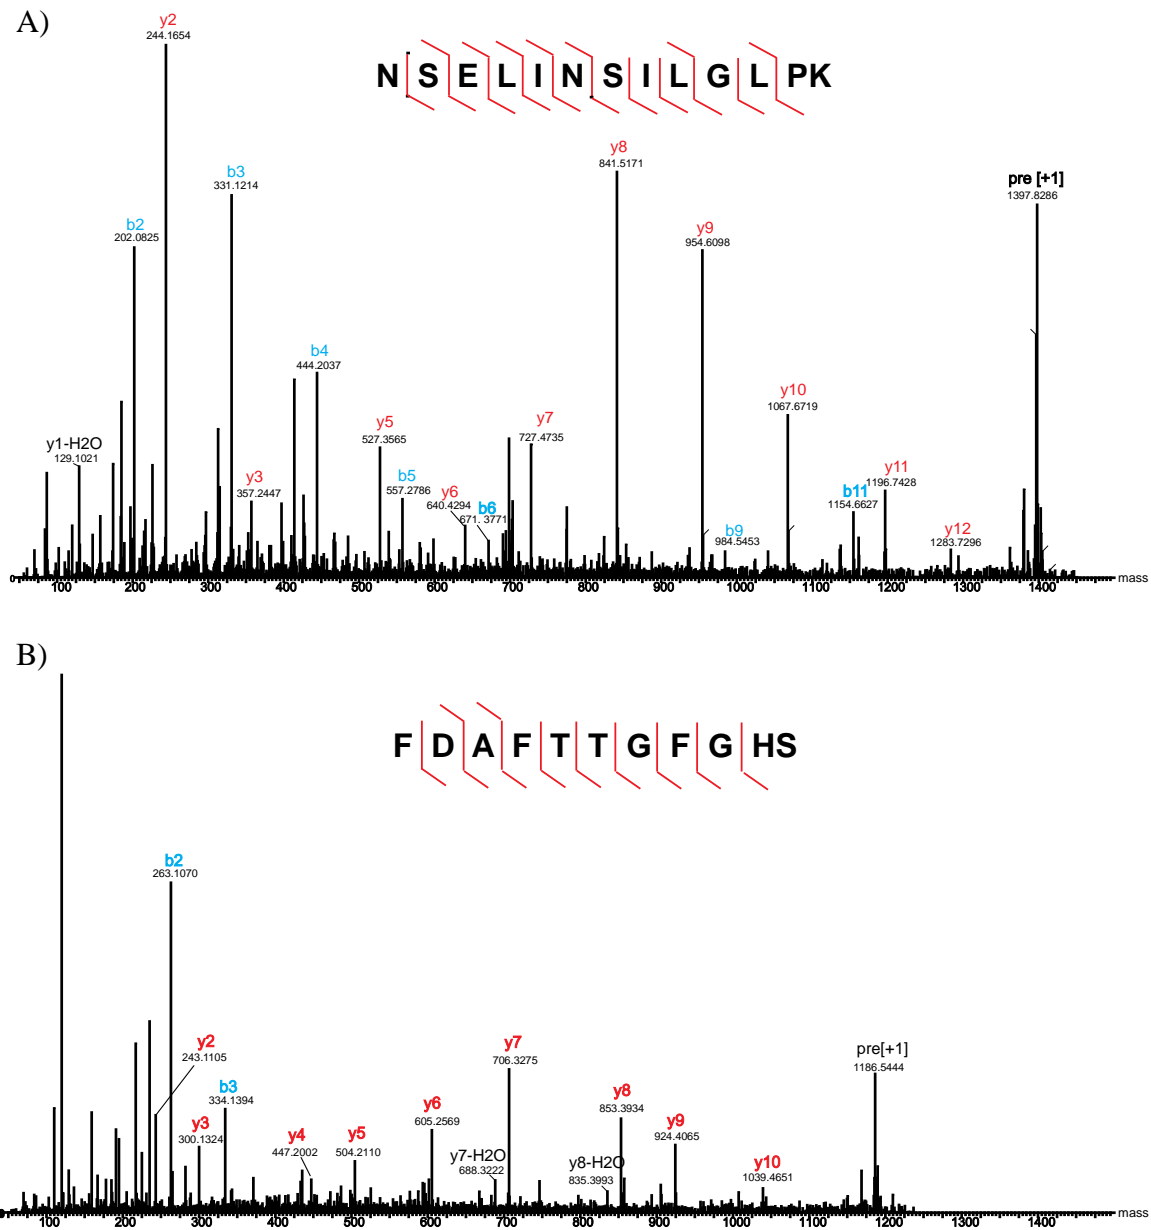 A)
NSELINSILGLPK
y2
244.1654
y8
841.5171
b3
331.1214
pre [+1]
1397.8286
b2
202.0825
y9
954.6098
b4
444.2037
y10
1067.6719
y5
527.3565
y7
727.4735
y1-H2O
129.1021
y3
357.2447
b5
557.2786
y6
640.4294
b6
671. 3771
b11
1154.6627
y11
1196.7428
b9
984.5453
y12
1283.7296
0
100 200 300 400 500 600 700 800 900 1000 1100 1200 1300 1400
mass
B)
FDAFTTGFGHS
b2
263.1070
y2
243.1105
b3
334.1394
y3
300.1324
y4
447.2002
y5
504.2110
y6
605.2569
y7-H2O
688.3222
y7
706.3275
y8-H2O
835.3993
y8
853.3934
y9
924.4065
y10
1039.4651
pre[+1]
1186.5444
100 200 300 400 500 600 700 800 900 1000 1100 1200 1300
mass